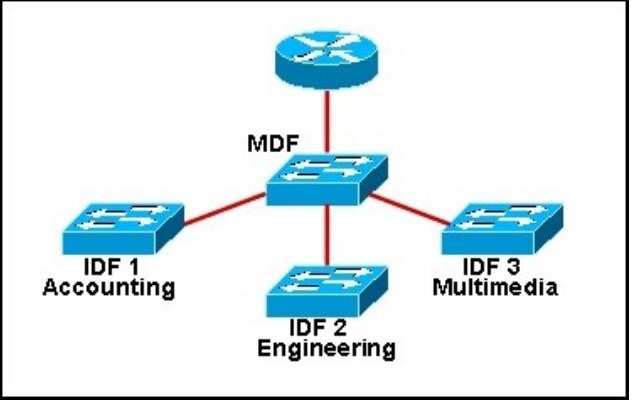 MDF
IDF 1
Accounting
IDF 2
Engineering
IDF 3
Multimedia